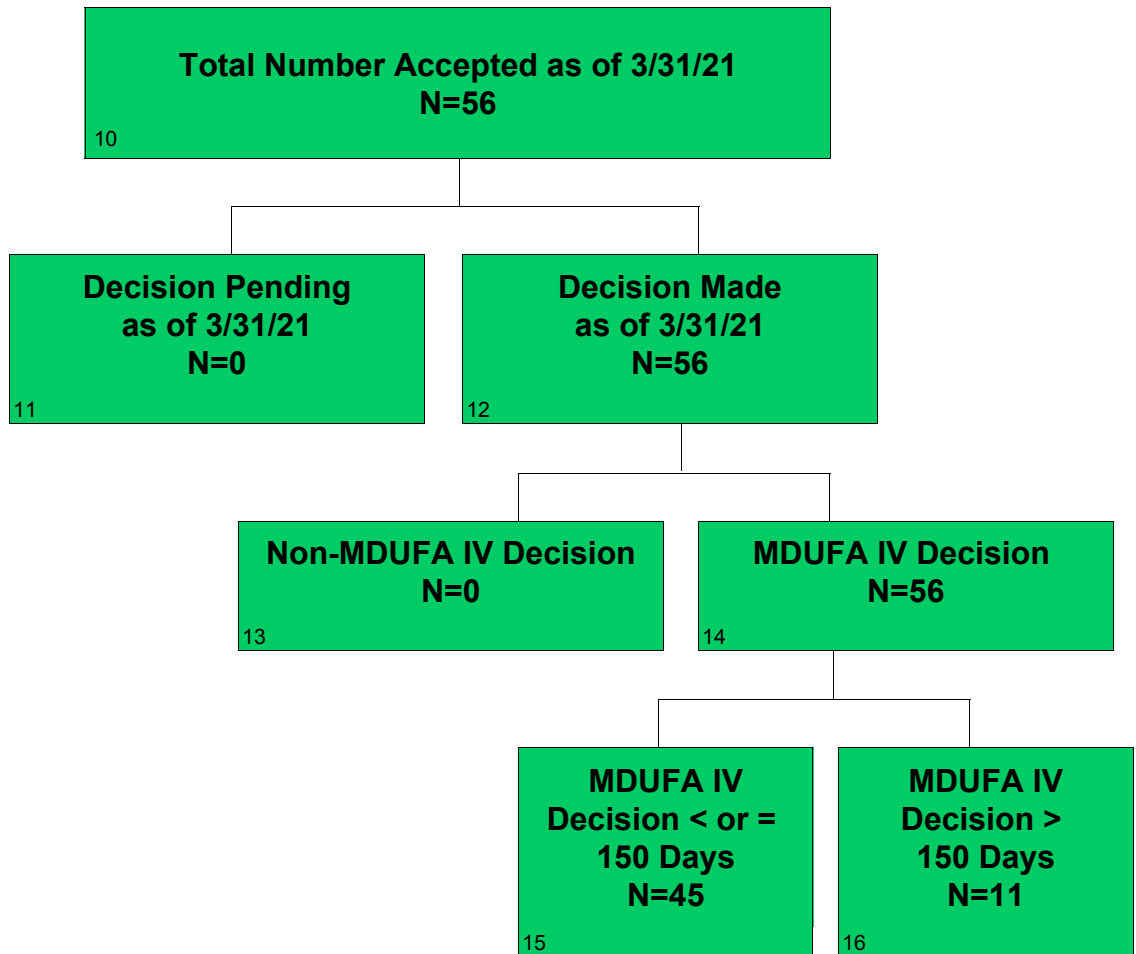 Total Number Accepted as of 3/31/21
N=56
10
Decision Pending
as of 3/31/21
N=0
11
Decision Made
as of 3/31/21
N=56
12
Non-MDUFA IV Decision
N=0
13
MDUFA IV Decision
N=56
14
MDUFA IV
Decision < or =
150 Days
N=45
15
MDUFA IV
Decision >
150 Days
N=11
16